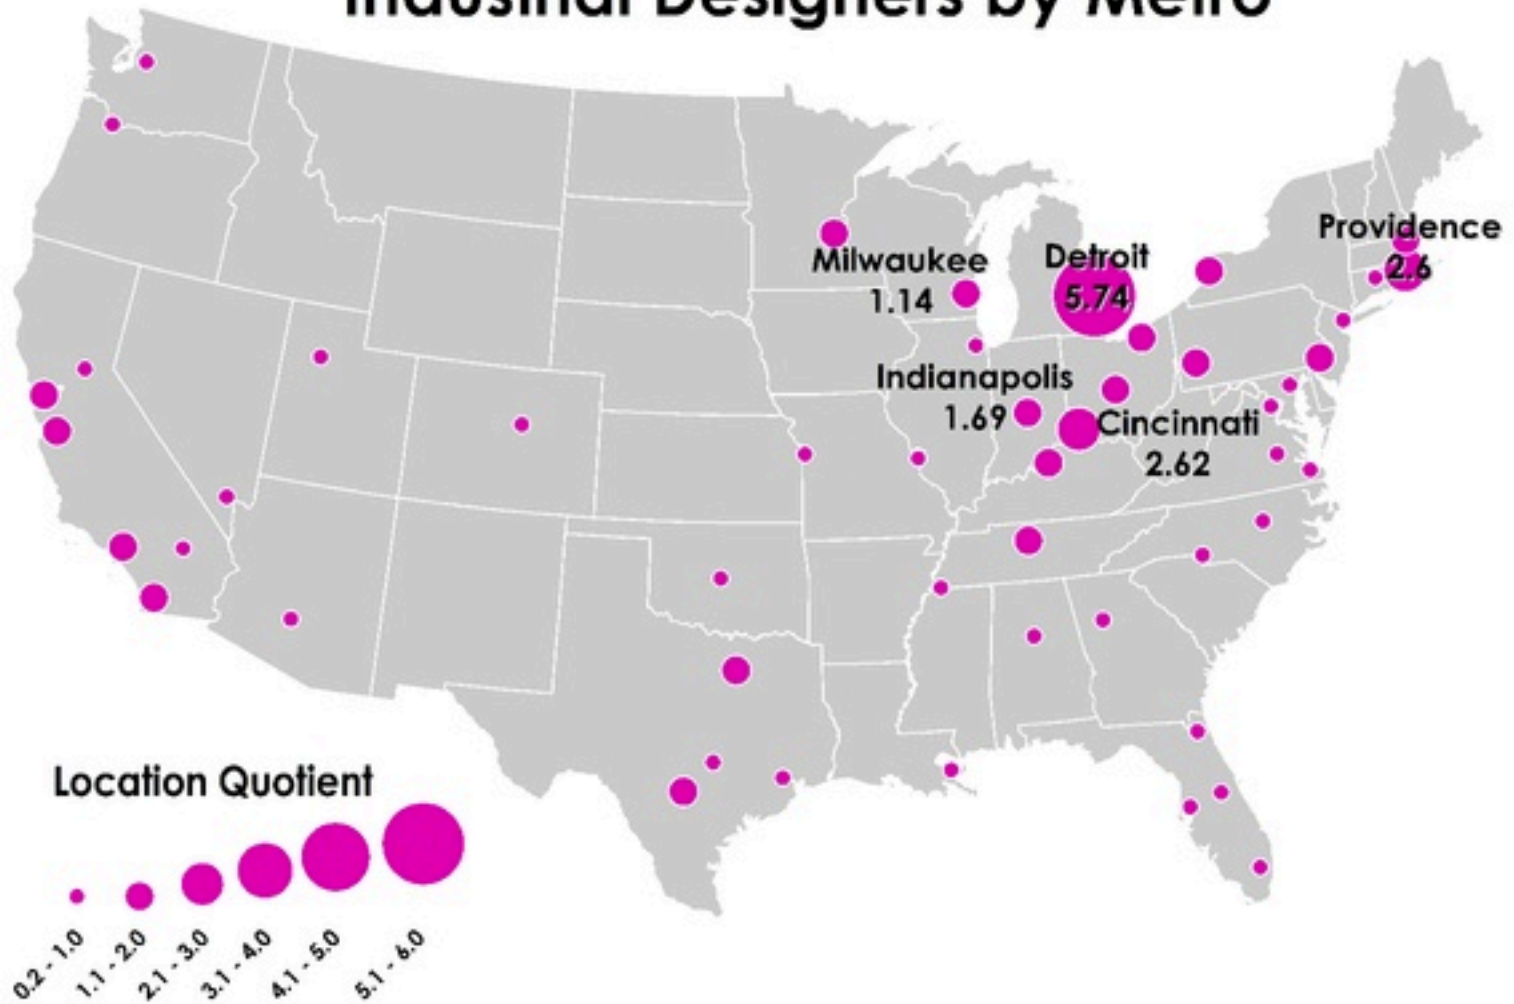 Industrial Designers by Metro
Providence
2.6
Milwaukee
1.14
Detroit
5.74
Indianapolis
1.69
Cincinnati
2.62
Location Quotient
0.2 - 1.0
1.1 - 2.0
2.1 - 3.0
3.1 - 4.0
4.1 - 5.0
5.1 - 6.0